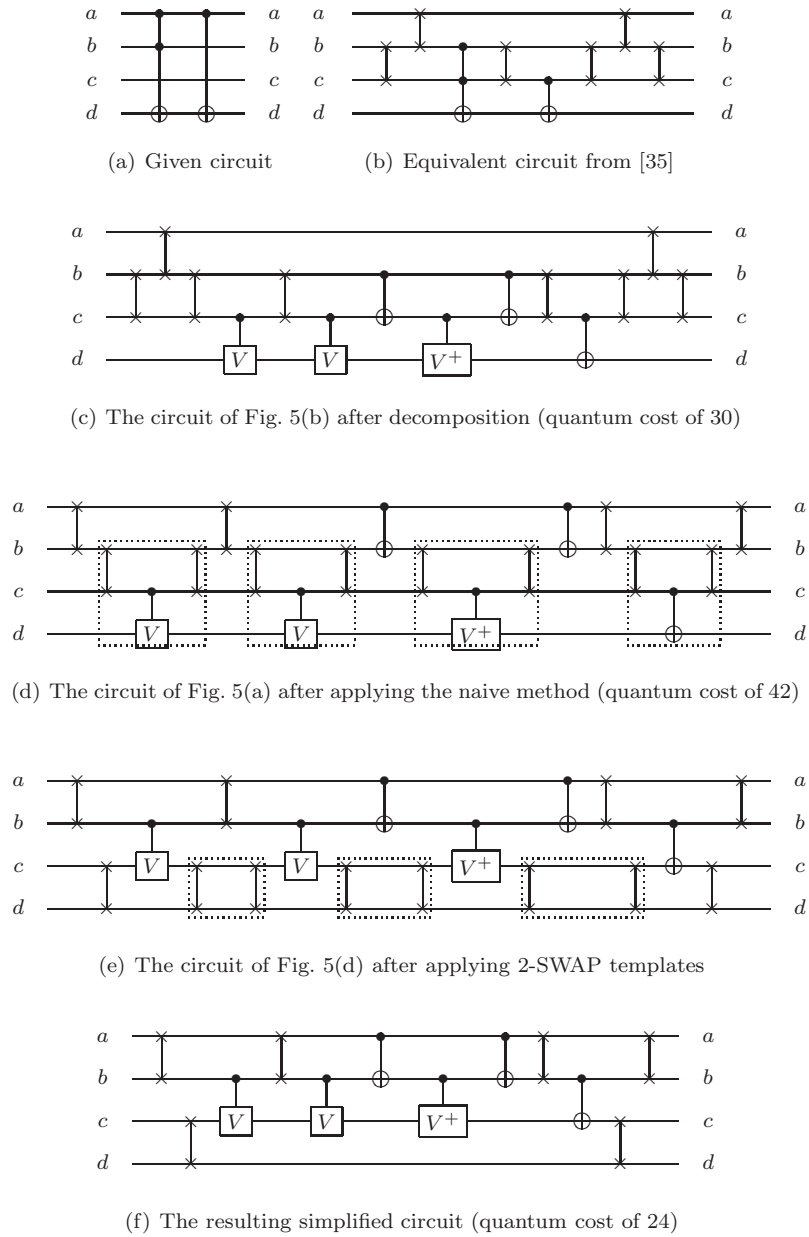 a a a a
b b b b
c c c c
d d d d
(a) Given circuit (b) Equivalent circuit from [35]
a a
b b
c c
d V V V+ d
(c) The circuit of Fig. 5(b) after decomposition (quantum cost of 30)
a a
b b
c c
d V V V+ d
(d) The circuit of Fig. 5(a) after applying the naive method (quantum cost of 42)
a a
b b
c V V V+ c
d d
(e) The circuit of Fig. 5(d) after applying 2-SWAP templates
a a
b b
c V V V+ c
d d
(f) The resulting simplified circuit (quantum cost of 24)